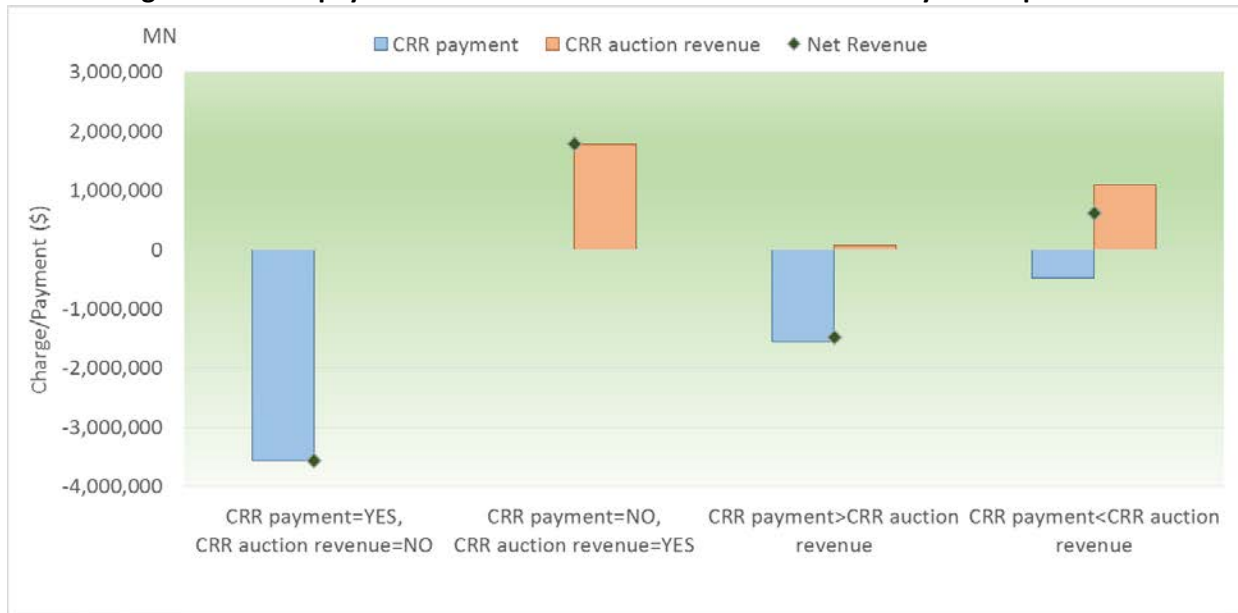 MN
CRR payment CRR auction revenue Net Revenue
3,000,000
2,000,000
1,000,000
0
-1,000,000
-2,000,000
-3,000,000
-4,000,000
Charge/Payment ($)
CRR payment=YES,
CRR auction revenue=NO
CRR payment=NO,
CRR auction revenue=YES
CRR payment>CRR auction
revenue
CRR payment<CRR auction
revenue